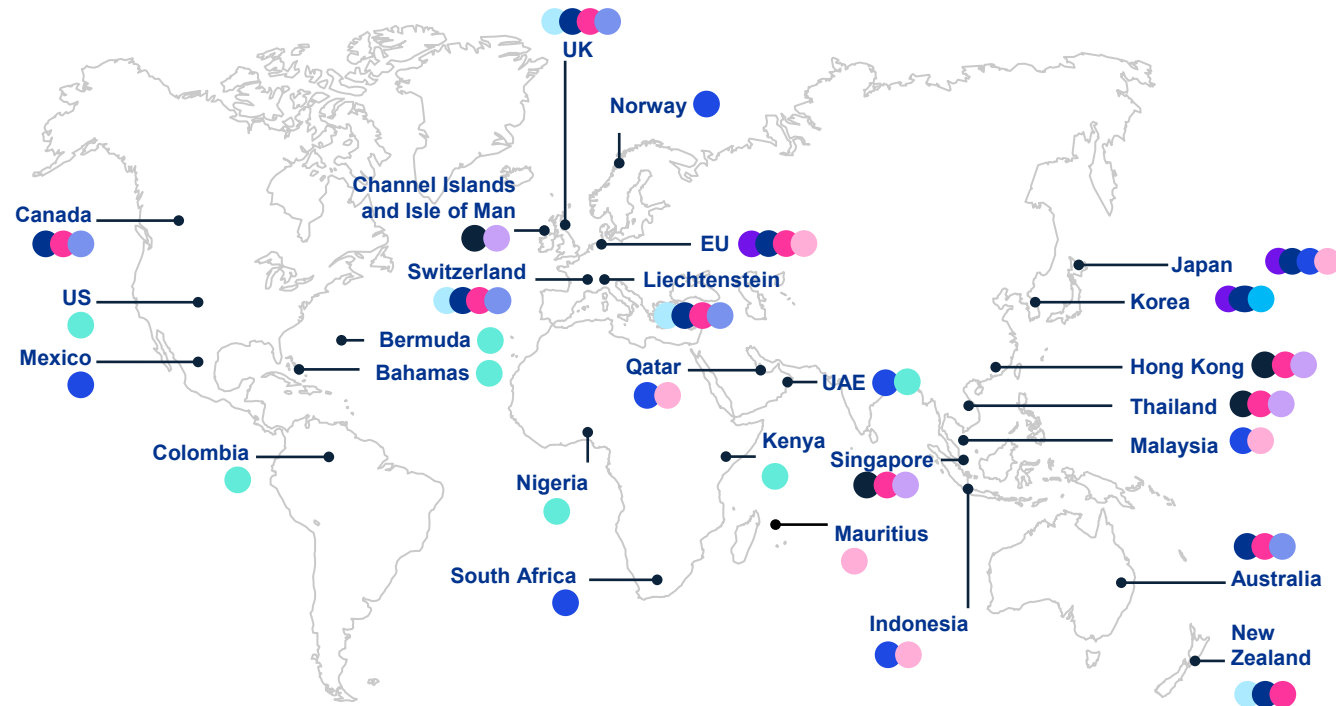 UK
Norway
Channel Islands
and Isle of Man
Canada
EU
Switzerland
Liechtenstein
Japan
US
Korea
Bermuda
Mexico
Bahamas
Qatar
UAE
Hong Kong
Thailand
Malaysia
Colombia
Kenya
Singapore
Nigeria
Mauritius
South Africa
Australia
Indonesia
New
Zealand